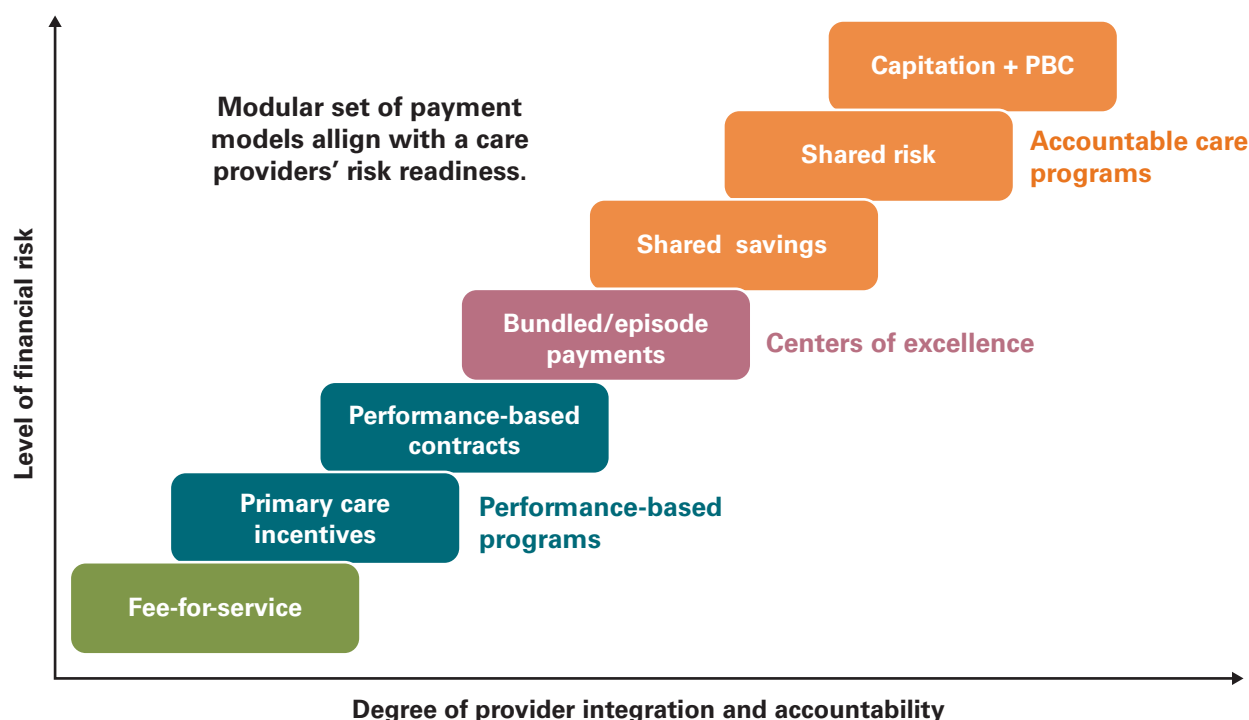 Capitation + PBC
Modular set of payment
models allign with a care
providers’ risk readiness.
Shared risk
Accountable care
programs
Shared savings
Bundled/episode
payments
Centers of excellence
Performance-based
contracts
Primary care
incentives
Performance-based
programs
Fee-for-service
Level of financial risk
Degree of provider integration and accountability